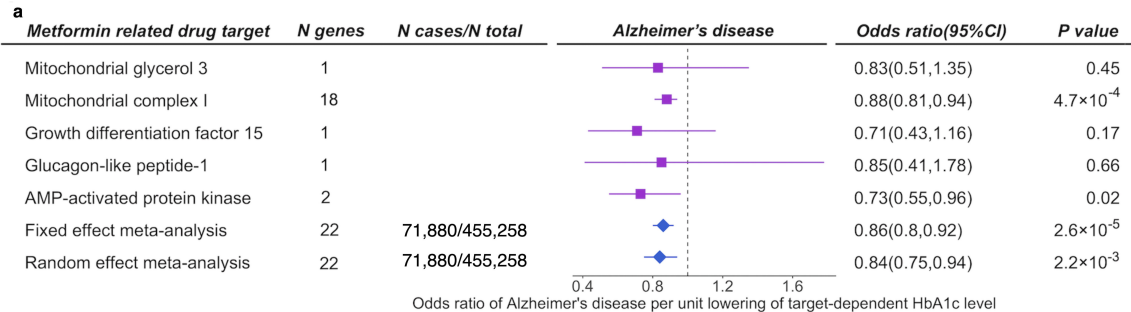 a
Metformin related drug target N genes N cases/N total Alzheimer’s disease Odds ratio(95%CI) P value
Mitochondrial glycerol 3 1 0.83(0.51,1.35) 0.45
Mitochondrial complex I 18 0.88(0.81,0.94) 4.7×10⁻⁴
Growth differentiation factor 15 1 0.71(0.43,1.16) 0.17
Glucagon-like peptide-1 1 0.85(0.41,1.78) 0.66
AMP-activated protein kinase 2 0.73(0.55,0.96) 0.02
Fixed effect meta-analysis 22 71,880/455,258 0.86(0.8,0.92) 2.6×10⁻⁵
Random effect meta-analysis 22 71,880/455,258 0.84(0.75,0.94) 2.2×10⁻³
0.4 0.8 1.2 1.6
Odds ratio of Alzheimer's disease per unit lowering of target-dependent HbA1c level